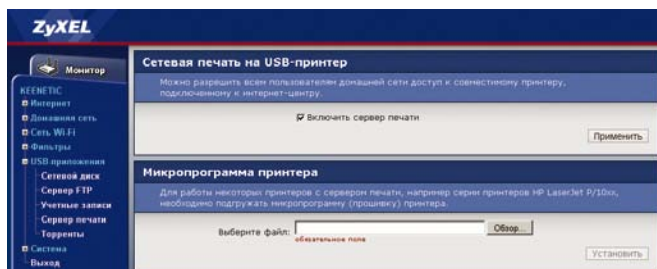 ZyXEL
Монитор
KEENETIC
Интернет
Домашняя сеть
Сеть Wi-Fi
Фильтры
USB приложения
Сетевой диск
Сервер FTP
Учетные записи
Сервер печати
Торренты
Система
Выход
Сетевая печать на USB-принтер
Можно разрешить всем пользователям домашней сети доступ к совместимому принтеру,
подключенному к интернет-центру.
Включить сервер печати
Применить
Микропрограмма принтера
Для работы некоторых принтеров с сервером печати, например серии принтеров HP LaserJet P/10xx,
необходимо подгружать микропрограмму (прошивку) принтера.
Выберите файл:
Обзор...
обязательное поле
Установить